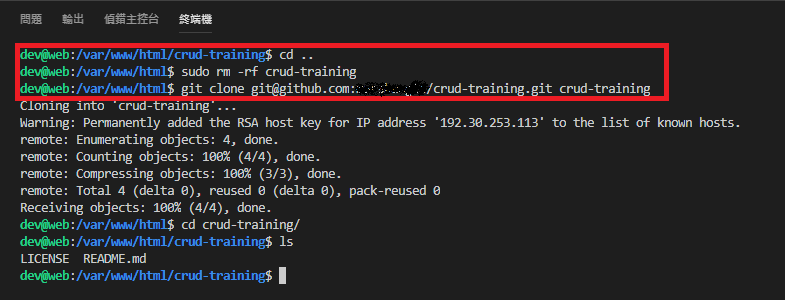 問題 輸出 偵錯主控台 終端機
dev@web:/var/www/html/crud-training$ cd ..
dev@web:/var/www/html$ sudo rm -rf crud-training
dev@web:/var/www/html$ git clone git@github.com:/crud-training.git crud-training
Cloning into 'crud-training'...
Warning: Permanently added the RSA host key for IP address '192.30.253.113' to the list of known hosts.
remote: Enumerating objects: 4, done.
remote: Counting objects: 100% (4/4), done.
remote: Compressing objects: 100% (3/3), done.
remote: Total 4 (delta 0), reused 0 (delta 0), pack-reused 0
Receiving objects: 100% (4/4), done.
dev@web:/var/www/html$ cd crud-training/
dev@web:/var/www/html/crud-training$ ls
LICENSE  README.md
dev@web:/var/www/html/crud-training$